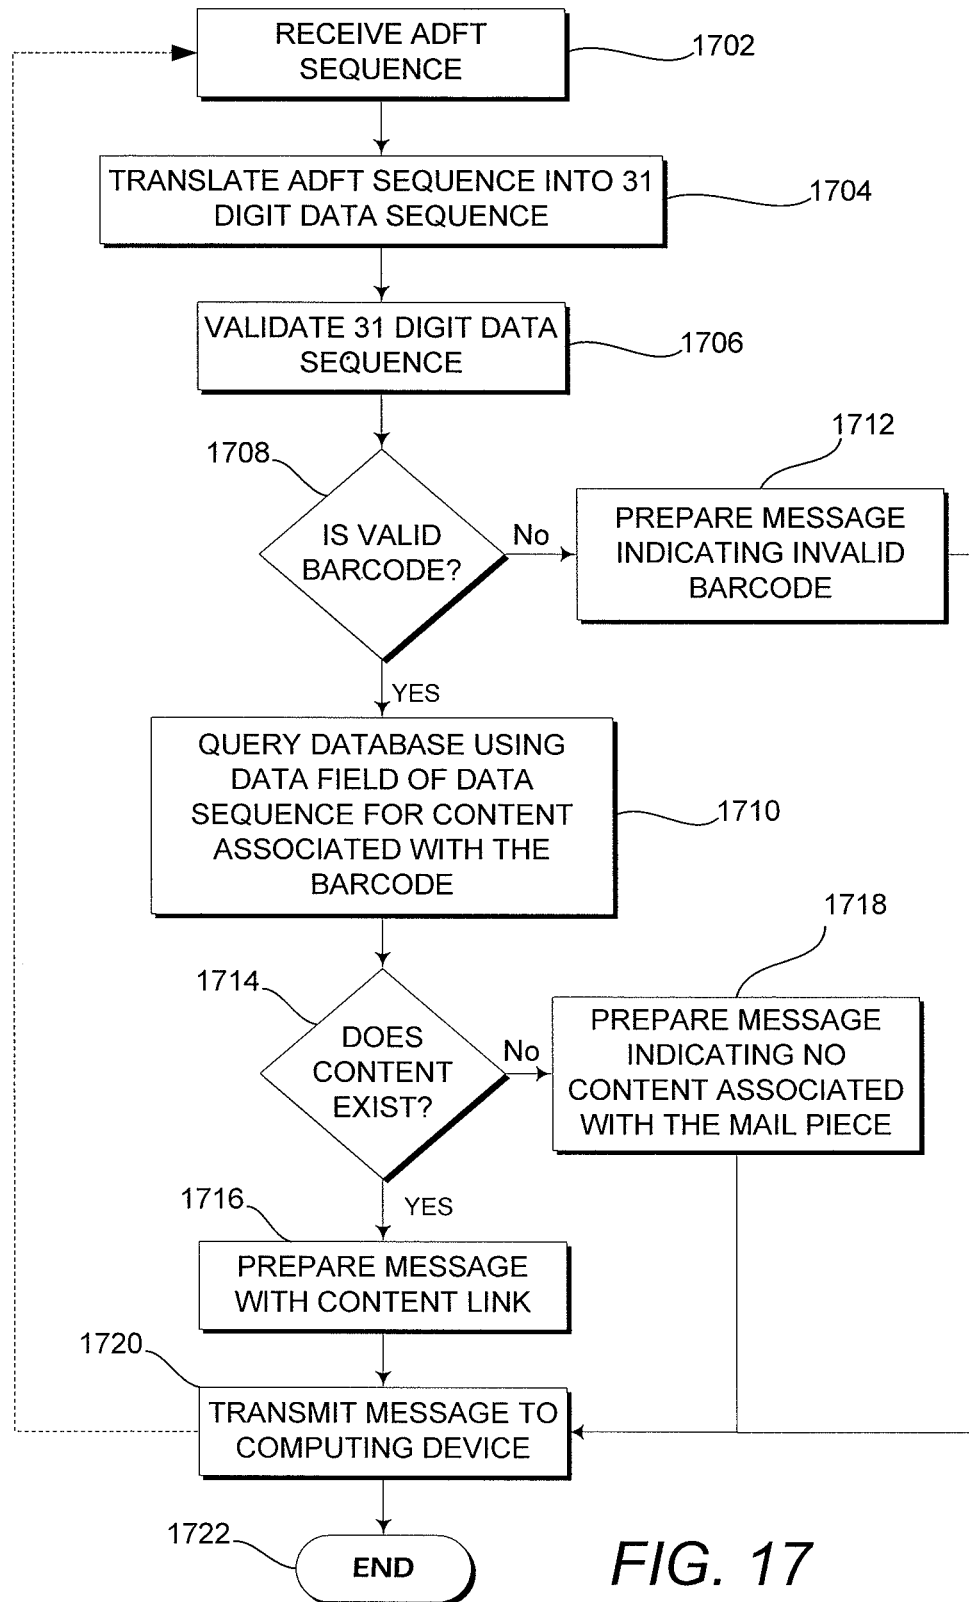 RECEIVE ADFT
SEQUENCE
1702
TRANSLATE ADFT SEQUENCE INTO 31
DIGIT DATA SEQUENCE
1704
VALIDATE 31 DIGIT DATA
SEQUENCE
1706
1708
IS VALID
BARCODE?
No
1712
PREPARE MESSAGE
INDICATING INVALID
BARCODE
YES
QUERY DATABASE USING
DATA FIELD OF DATA
SEQUENCE FOR CONTENT
ASSOCIATED WITH THE
BARCODE
1710
1714
DOES
CONTENT
EXIST?
No
1718
PREPARE MESSAGE
INDICATING NO
CONTENT ASSOCIATED
WITH THE MAIL PIECE
YES
1716
PREPARE MESSAGE
WITH CONTENT LINK
1720
TRANSMIT MESSAGE TO
COMPUTING DEVICE
1722
END
FIG. 17